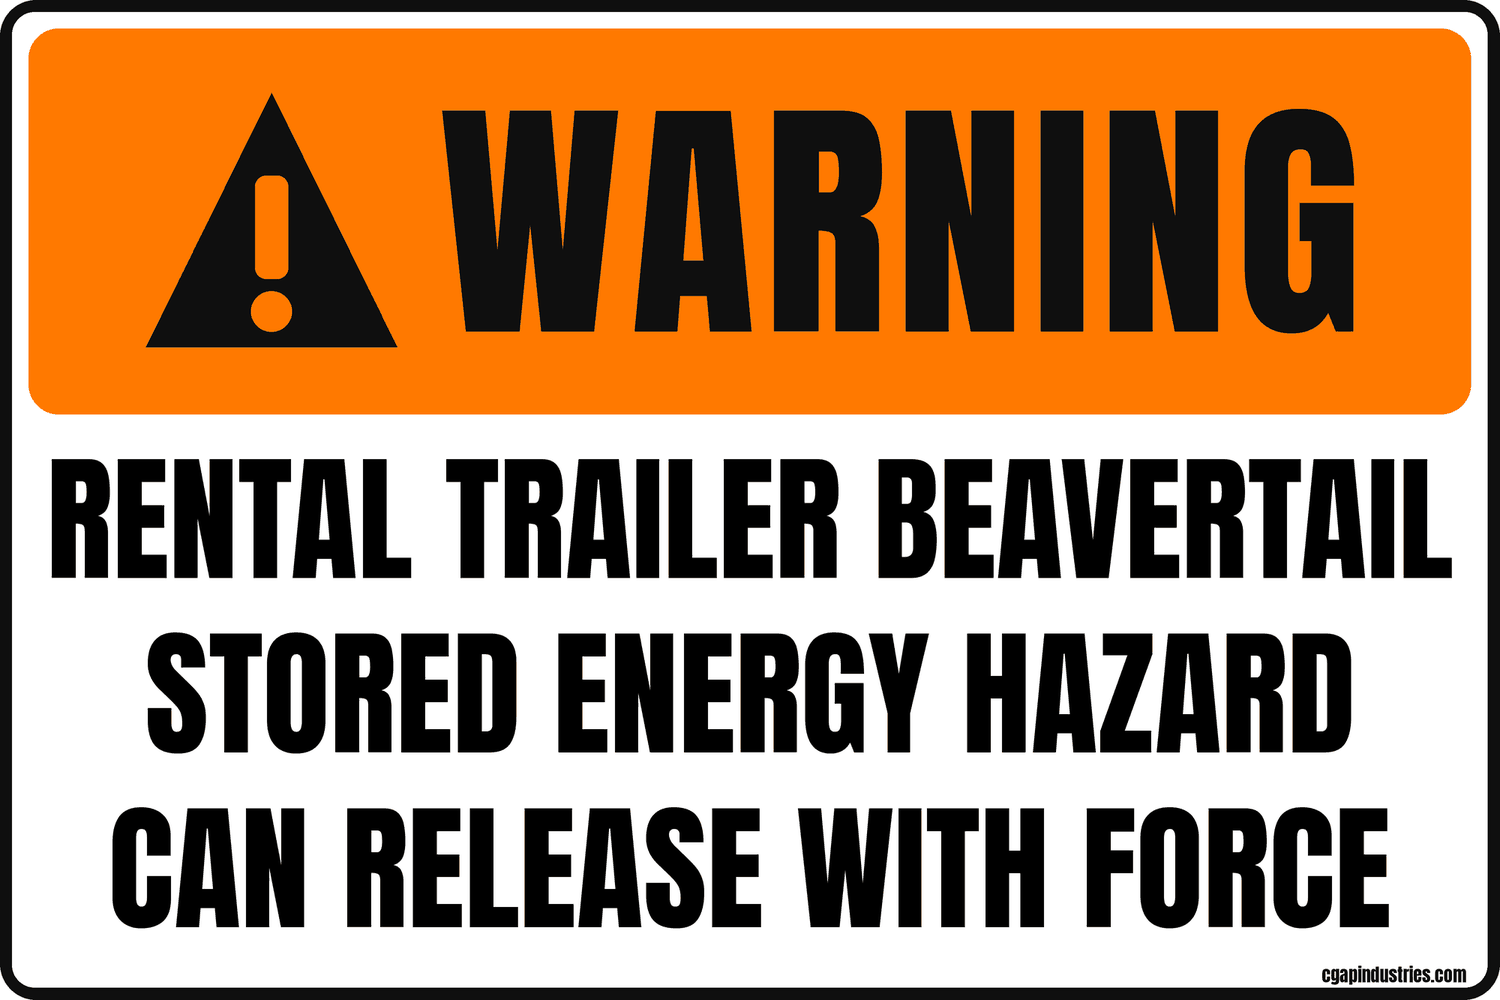 WARNING
RENTAL TRAILER BEAVERTAIL
STORED ENERGY HAZARD
CAN RELEASE WITH FORCE
cgapindustries.com